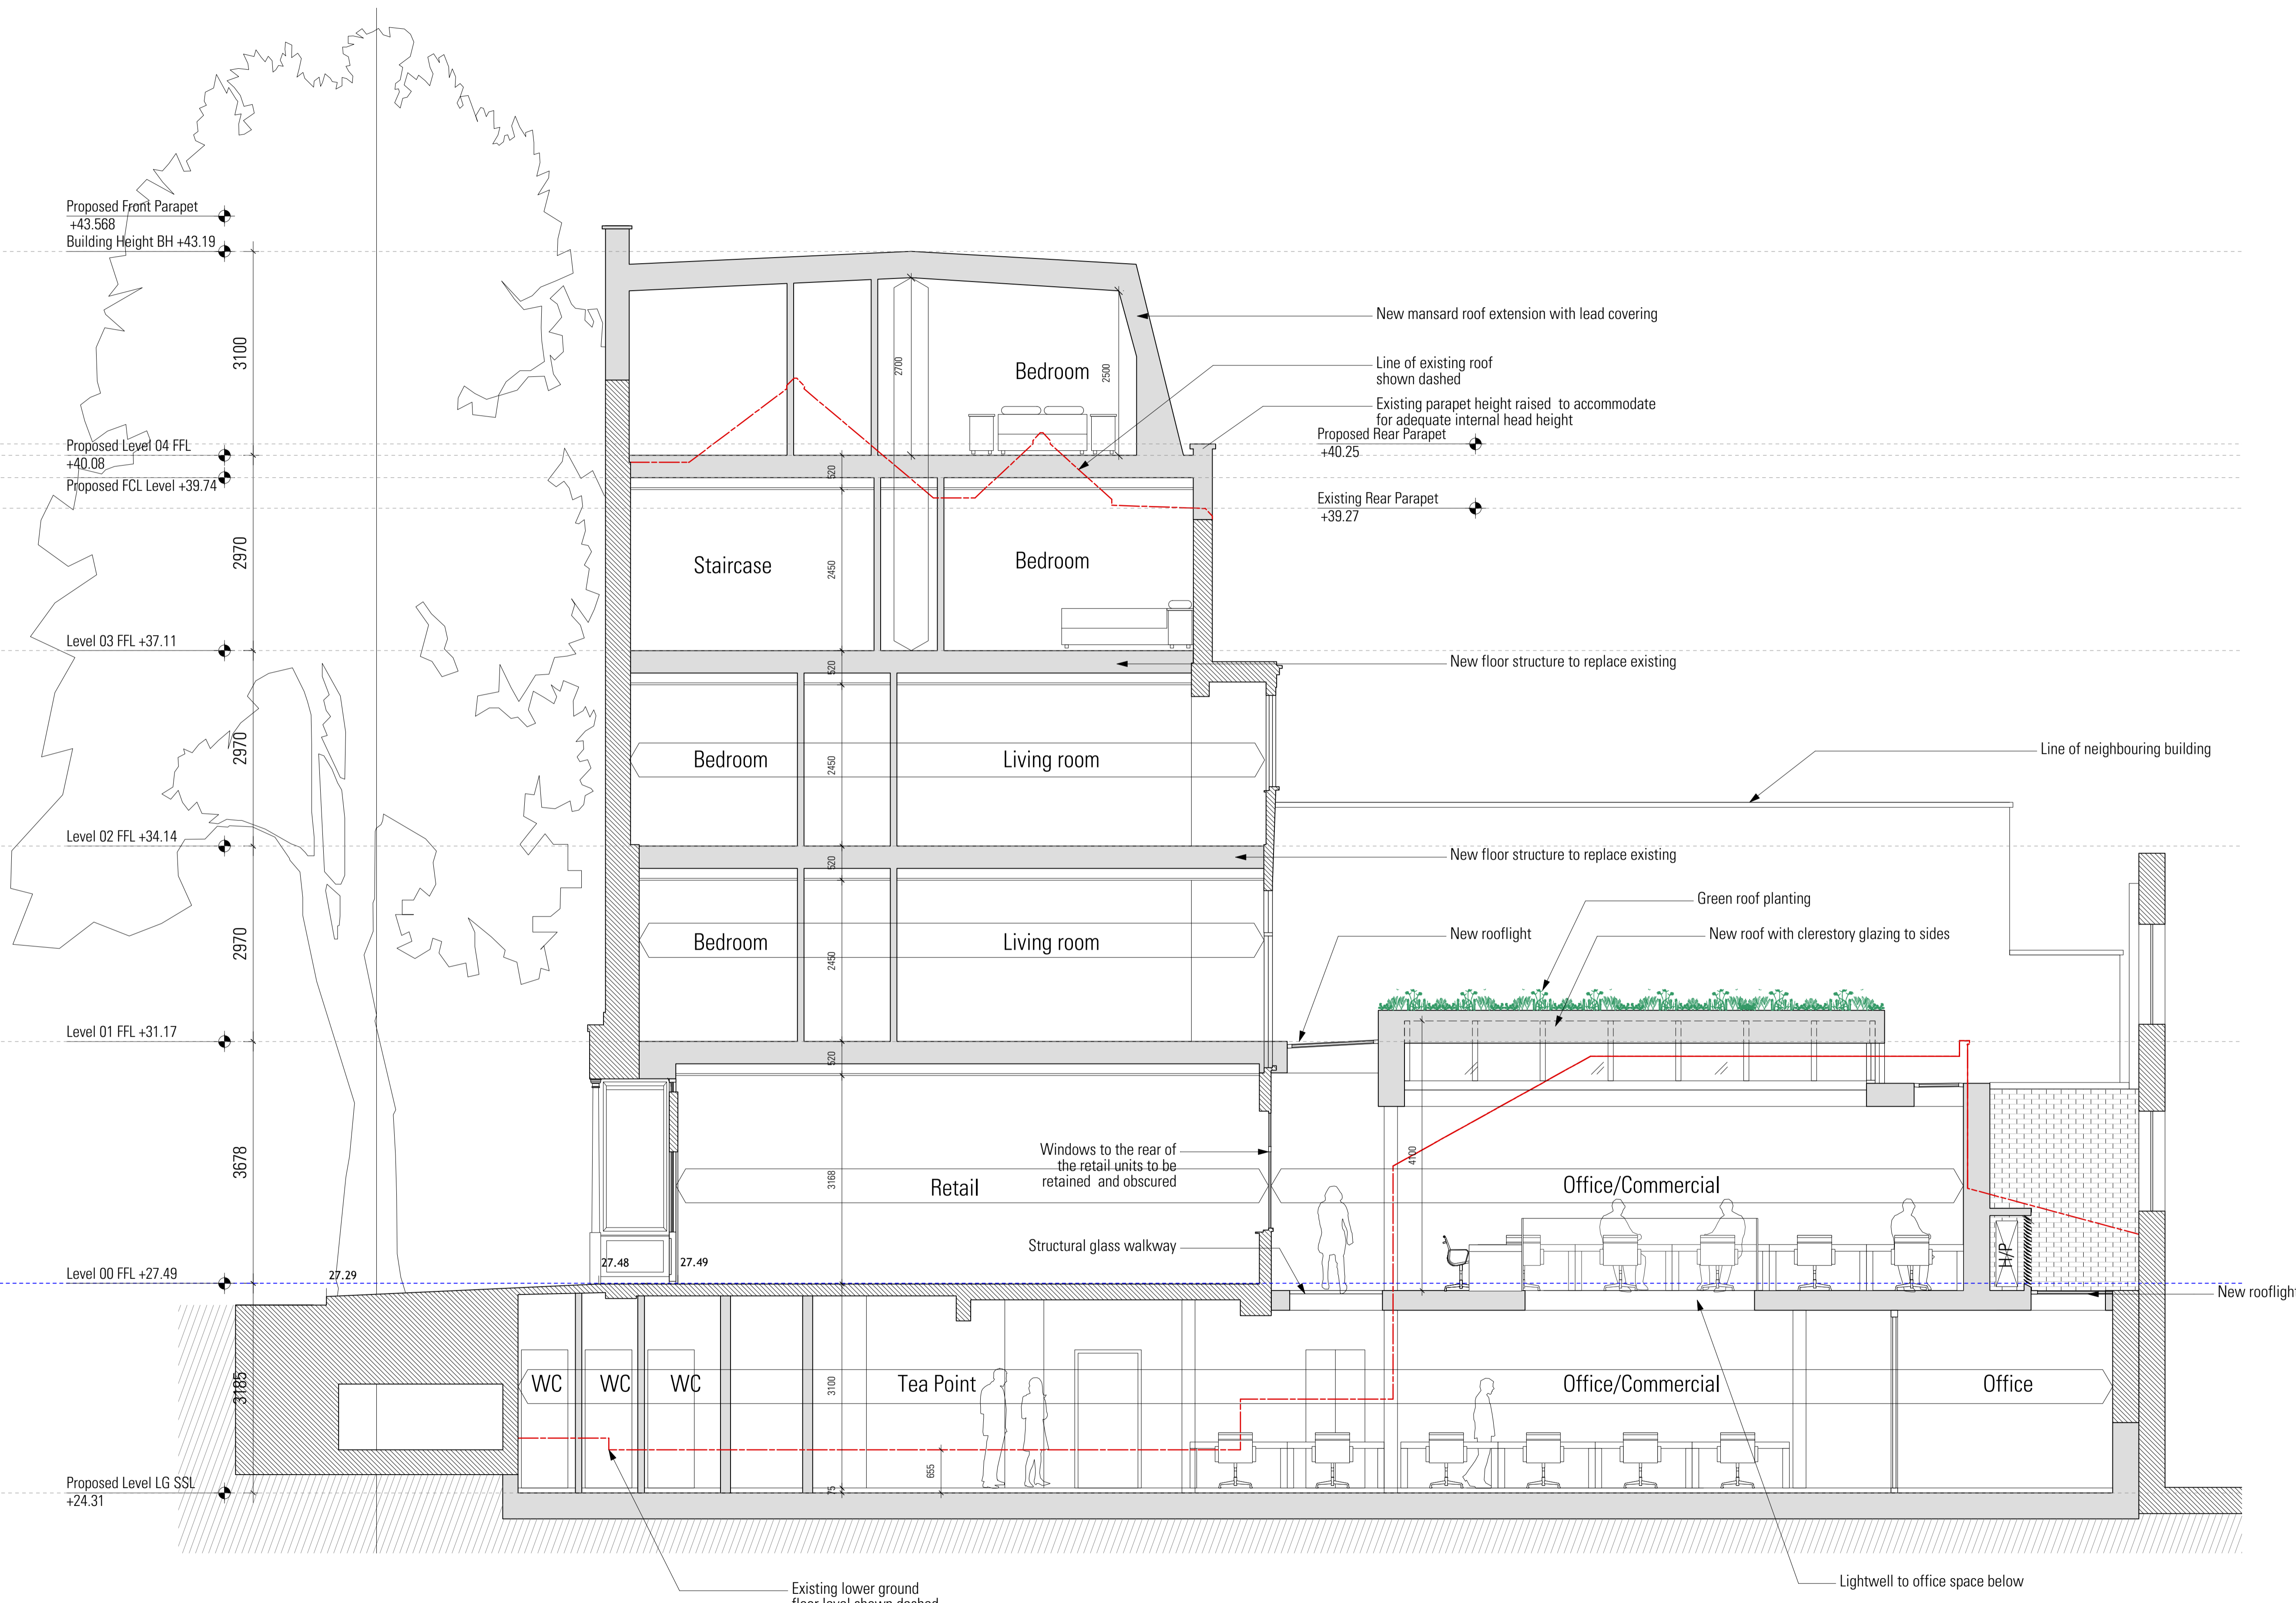 Proposed Front Parapet
+43.568
Building Height BH +43.19
3100
2700
Bedroom
2500
New mansard roof extension with lead covering
Line of existing roof
shown dashed
Existing parapet height raised to accommodate
for adequate internal head height
Proposed Rear Parapet
+40.25
Proposed Level 04 FFL
+40.08
Proposed FCL Level +39.74
520
Existing Rear Parapet
+39.27
2970
Staircase
2450
Bedroom
Level 03 FFL +37.11
520
New floor structure to replace existing
2970
Bedroom
2450
Living room
Line of neighbouring building
Level 02 FFL +34.14
520
New floor structure to replace existing
Green roof planting
2970
Bedroom
2450
Living room
New rooflight
New roof with clerestory glazing to sides
Level 01 FFL +31.17
520
3678
Windows to the rear of
the retail units to be
retained and obscured
3168
Retail
4100
Office/Commercial
Structural glass walkway
H/P
Level 00 FFL +27.49
27.29
27.48
27.49
New rooflight
3185
WC
WC
WC
3100
Tea Point
Office/Commercial
Office
655
75
Proposed Level LG SSL
+24.31
Existing lower ground
floor level shown dashed
Lightwell to office space below